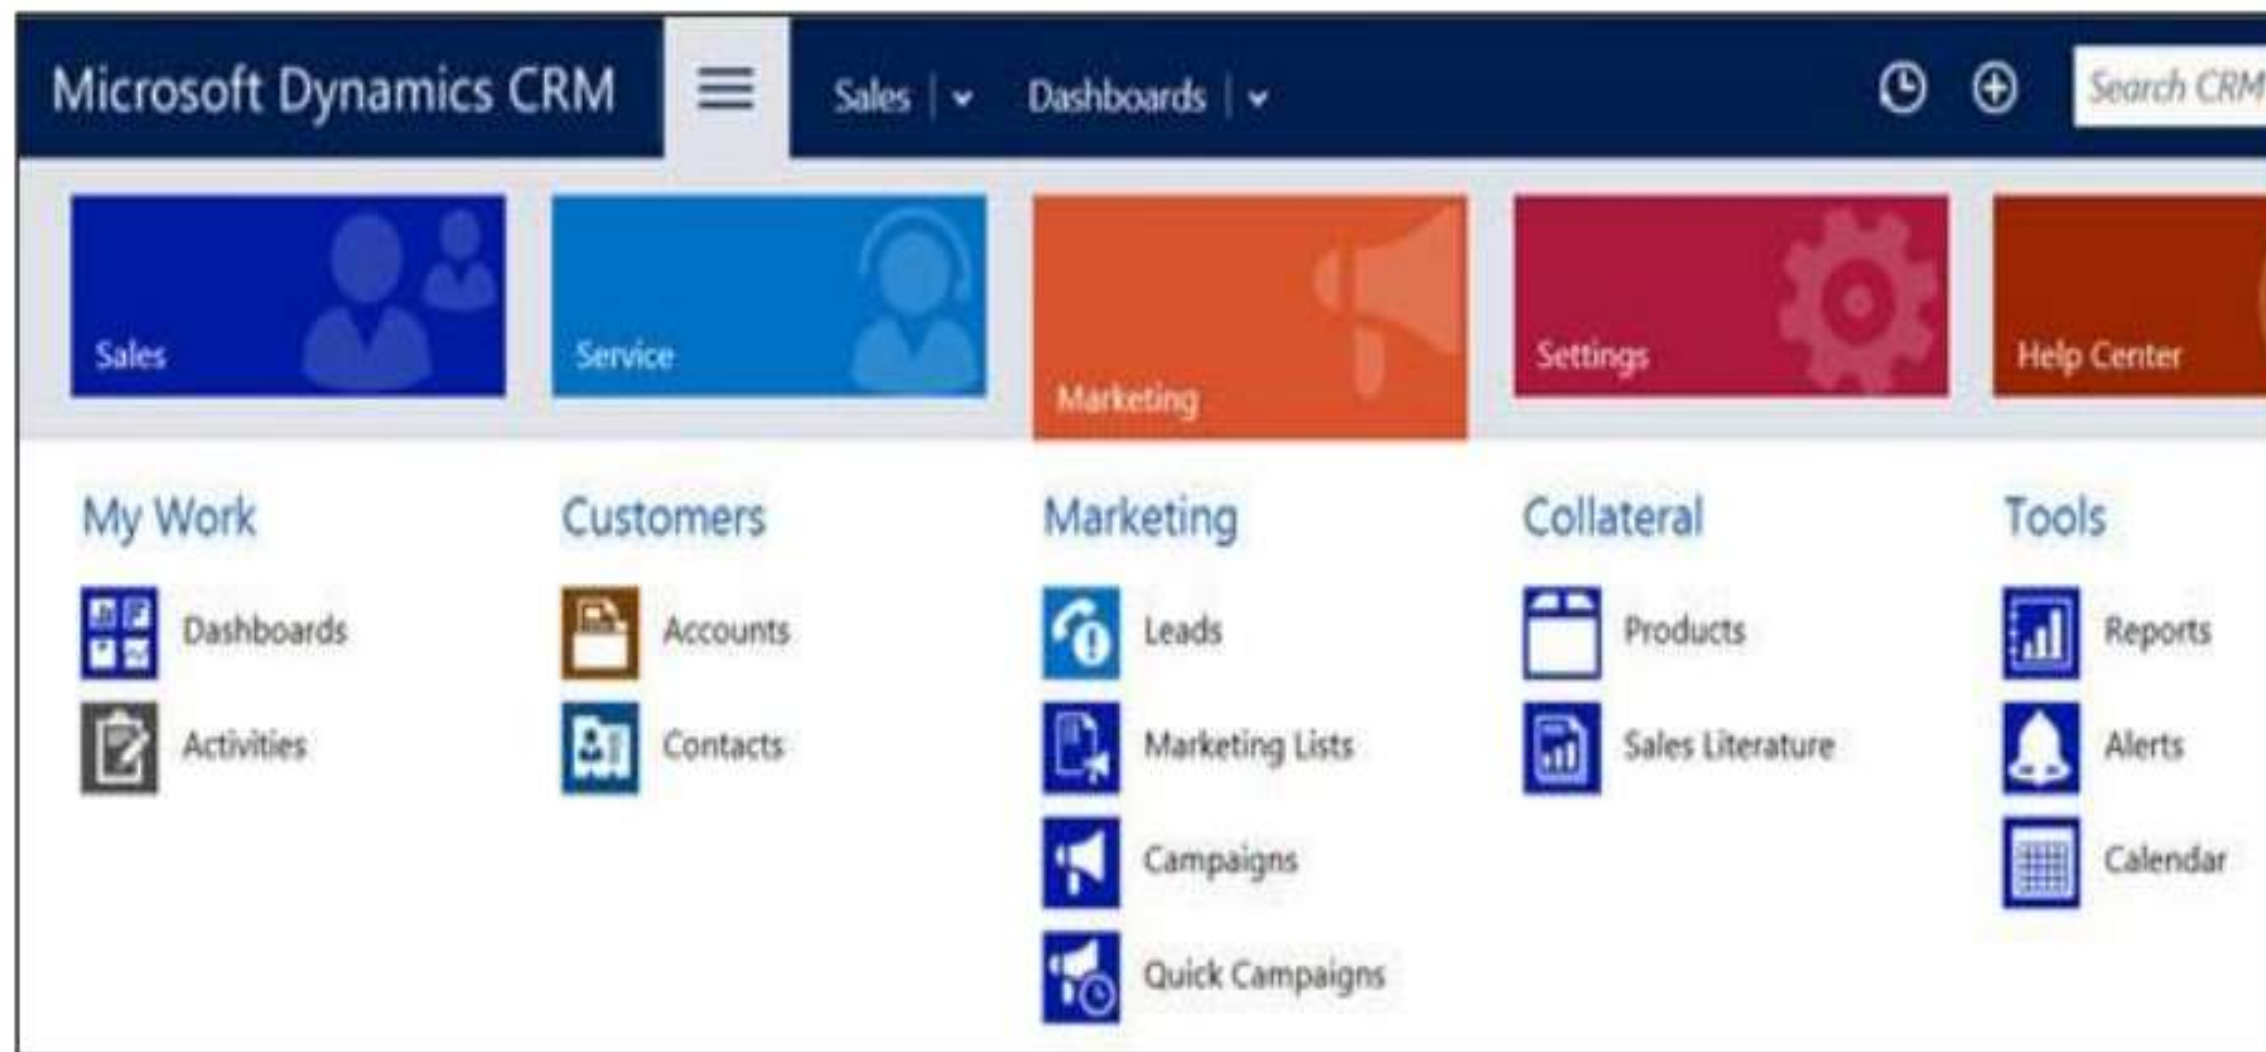 Microsoft Dynamics CRM
Sales
Dashboards
Search CRM
Sales
Service
Marketing
Settings
Help Center
My Work
Dashboards
Activities
Customers
Accounts
Contacts
Marketing
Leads
Marketing Lists
Campaigns
Quick Campaigns
Collateral
Products
Sales Literature
Tools
Reports
Alerts
Calendar